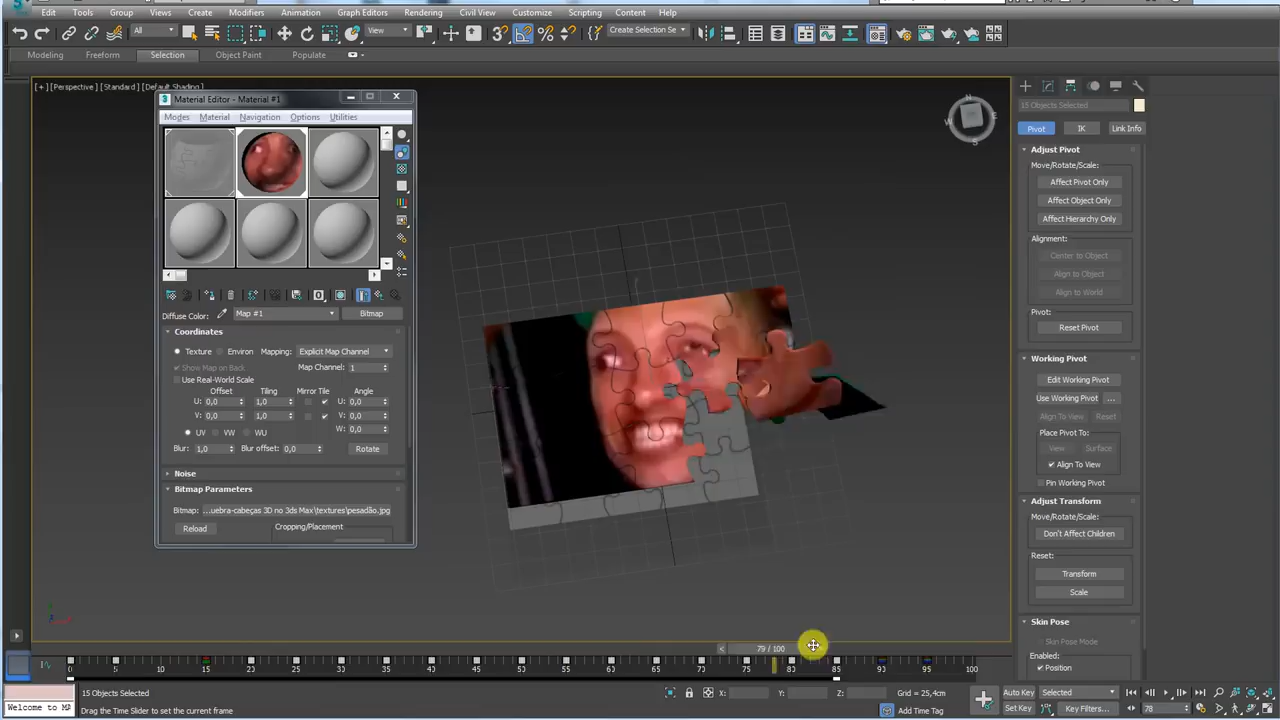 Edit Tools Group Views Create Modifiers Animation Graph Editors Rendering Civil View Customize Scripting Content Help
All View Create Selection Se
Modeling Freeform Selection Object Paint Populate
[+] [Perspective] [Standard] [Default Shading]
Material Editor - Material #1
Modes Material Navigation Options Utilities
Diffuse Color: Map #1 Bitmap
Coordinates
Texture Environ Mapping: Explicit Map Channel
Show Map on Back Map Channel: 1
Use Real-World Scale
Offset Tiling Mirror Tile Angle
U: 0,0 1,0 U: 0,0
V: 0,0 1,0 V: 0,0
W: 0,0
UV VW WU
Blur: 1,0 Blur offset: 0,0 Rotate
Noise
Bitmap Parameters
Bitmap: ...uebra-cabeças 3D no 3ds Max\textures\pesadão.jpg
Reload Cropping/Placement
N
W E
S
15 Objects Selected
Pivot IK Link Info
Adjust Pivot
Move/Rotate/Scale:
Affect Pivot Only
Affect Object Only
Affect Hierarchy Only
Alignment:
Center to Object
Align to Object
Align to World
Pivot:
Reset Pivot
Working Pivot
Edit Working Pivot
Use Working Pivot ...
Align To View Reset
Place Pivot To:
View Surface
Align To View
Pin Working Pivot
Adjust Transform
Move/Rotate/Scale:
Don't Affect Children
Reset:
Transform
Scale
Skin Pose
Skin Pose Mode
Enabled:
Position
< 79 / 100
0 5 10 15 20 25 30 35 40 45 50 55 60 65 70 75 80 85 90 95 100
15 Objects Selected X: Y: Z: Grid = 25,4cm Auto Key Selected
Welcome to MA Drag the Time Slider to set the current frame Add Time Tag Set Key Key Filters... 78